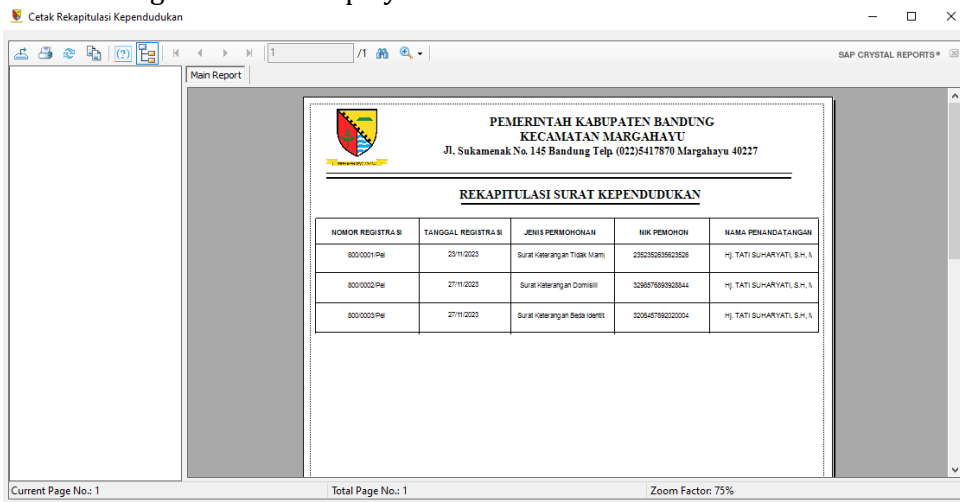 Cetak Rekapitulasi Kependudukan
1 /1 SAP CRYSTAL REPORTS®
Main Report
PEMERINTAH KABUPATEN BANDUNG
KECAMATAN MARGAHAYU
Jl. Sukamenak No. 145 Bandung Telp. (022)5417870 Margahayu 40227
REKAPITULASI SURAT KEPENDUDUKAN
NOMOR REGISTRASI TANGGAL REGISTRASI JENIS PERMOHONAN NIK PEMOHON NAMA PENANDATANGAN
800/0001/Pel 23/11/2023 Surat Keterangan Tidak Mam 2352352635623526 Hj. TATI SUHARYATI, S.H,
800/0002/Pel 27/11/2023 Surat Keterangan Domisili 3298576893928844 Hj. TATI SUHARYATI, S.H,
800/0003/Pel 27/11/2023 Surat Keterangan Beda Identit 3205457892020004 Hj. TATI SUHARYATI, S.H,
Current Page No.: 1 Total Page No.: 1 Zoom Factor: 75%